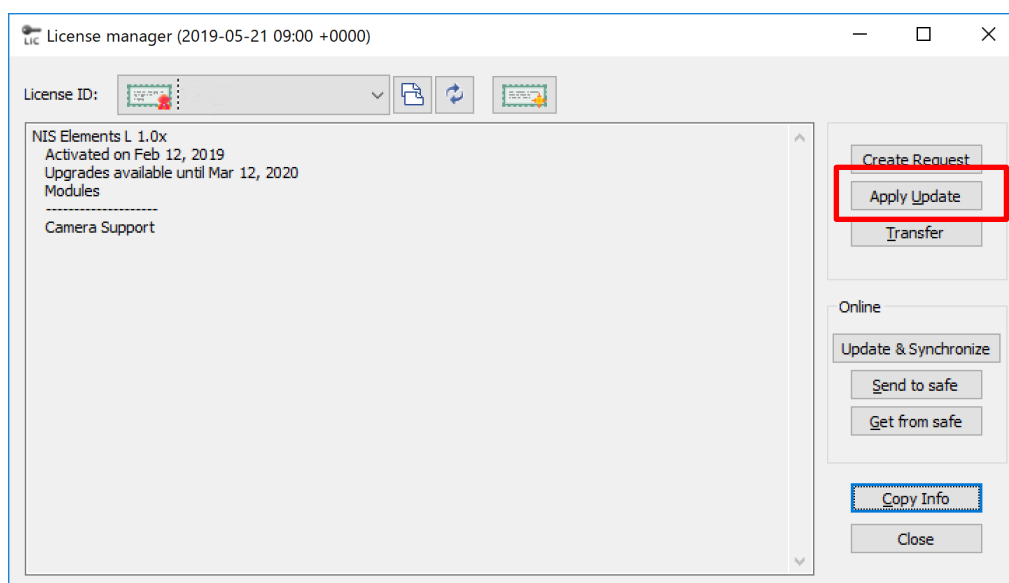 LIC License manager (2019-05-21 09:00 +0000)
License ID:
NIS Elements L 1.0x
Activated on Feb 12, 2019
Upgrades available until Mar 12, 2020
Modules
--------------------
Camera Support
Create Request
Apply Update
Transfer
Online
Update & Synchronize
Send to safe
Get from safe
Copy Info
Close